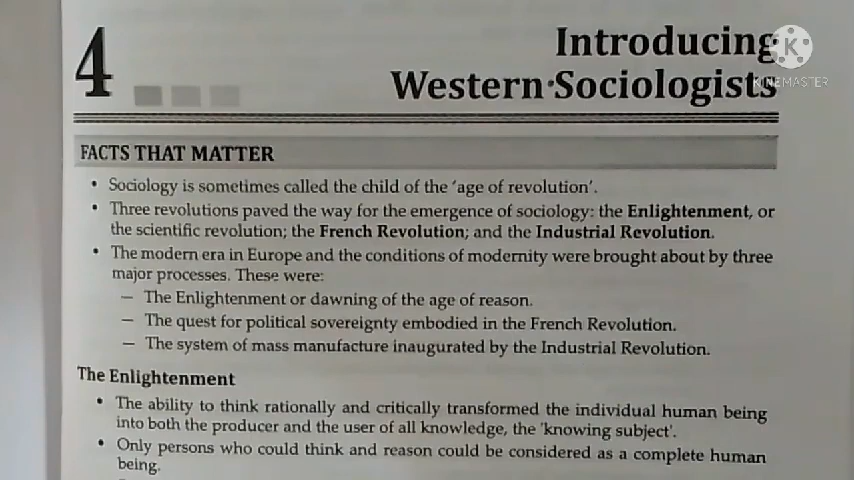 4
Introducing
Western Sociologists
K
KINEMASTER
FACTS THAT MATTER
• Sociology is sometimes called the child of the 'age of revolution'.
• Three revolutions paved the way for the emergence of sociology: the Enlightenment, or
the scientific revolution; the French Revolution; and the Industrial Revolution.
• The modern era in Europe and the conditions of modernity were brought about by three
major processes. These were:
— The Enlightenment or dawning of the age of reason.
— The quest for political sovereignty embodied in the French Revolution.
— The system of mass manufacture inaugurated by the Industrial Revolution.
The Enlightenment
• The ability to think rationally and critically transformed the individual human being
into both the producer and the user of all knowledge, the 'knowing subject'.
• Only persons who could think and reason could be considered as a complete human
being.